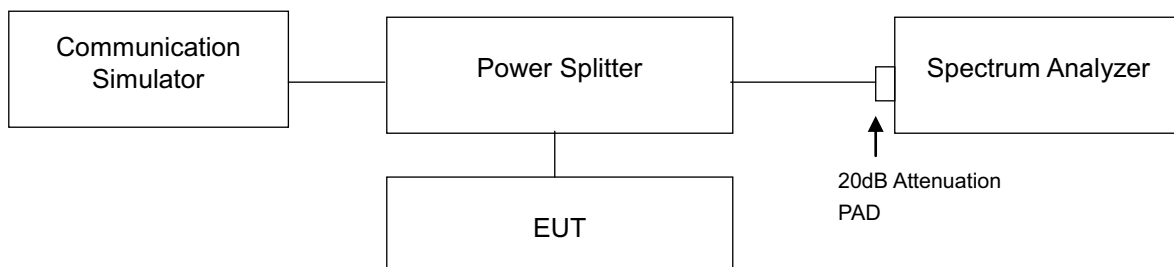 Communication
Simulator
Power Splitter
Spectrum Analyzer
20dB Attenuation
PAD
EUT